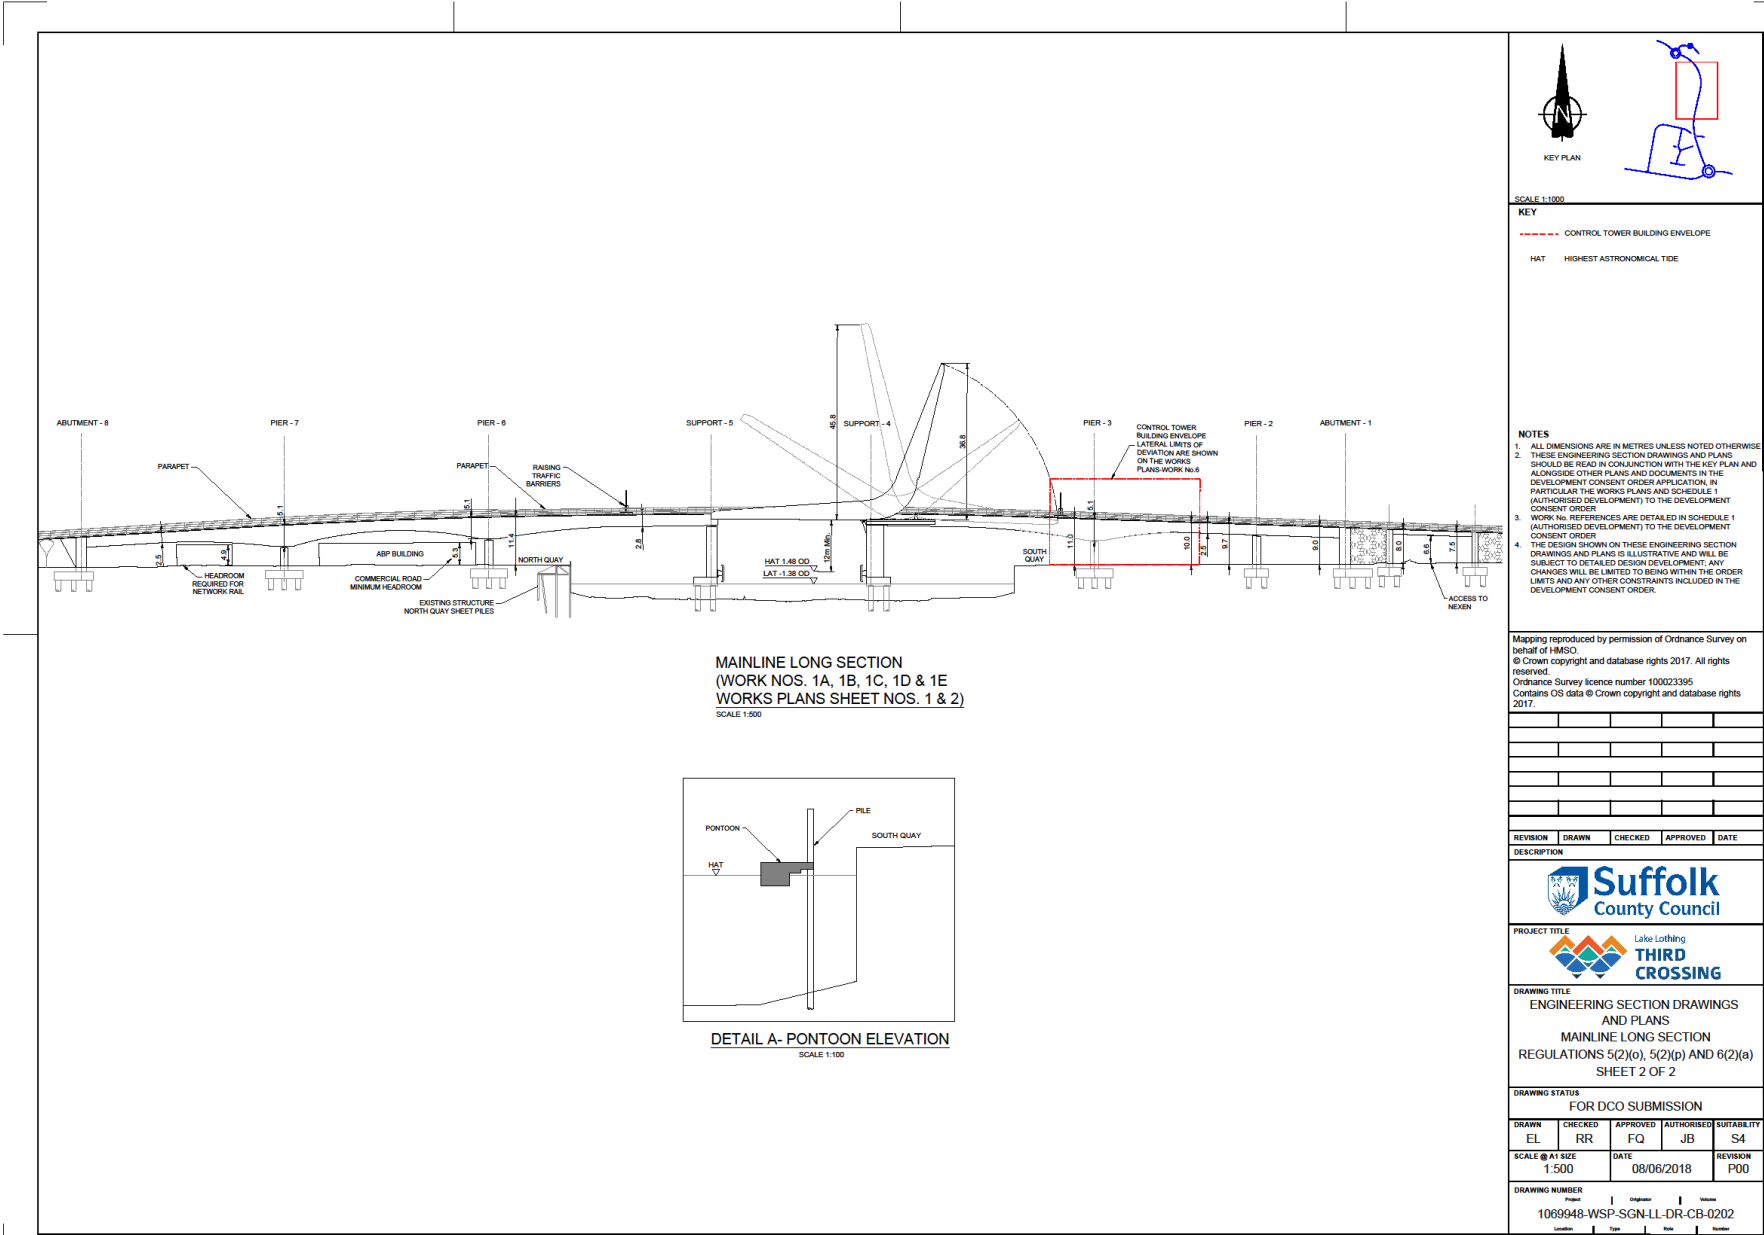 ABUTMENT - 8
PIER - 7
PIER - 6
SUPPORT - 5
SUPPORT - 4
PIER - 3
PIER - 2
ABUTMENT - 1
PARAPET
PARAPET
RAISING
TRAFFIC
BARRIERS
CONTROL TOWER
BUILDING ENVELOPE
LATERAL LIMITS OF
DEVIATION ARE SHOWN
ON THE WORKS
PLANS-WORK No.6
45.8
36.8
5.1
5.1
5.1
2.5
4.9
5.3
11.4
2.8
12m Min.
11.0
10.0
2.5
9.7
9.0
8.0
6.6
7.5
ABP BUILDING
HEADROOM
REQUIRED FOR
NETWORK RAIL
COMMERCIAL ROAD
MINIMUM HEADROOM
NORTH QUAY
EXISTING STRUCTURE
NORTH QUAY SHEET PILES
HAT 1.48 OD
LAT -1.38 OD
SOUTH
QUAY
ACCESS TO
NEXEN
MAINLINE LONG SECTION
(WORK NOS. 1A, 1B, 1C, 1D & 1E
WORKS PLANS SHEET NOS. 1 & 2)
SCALE 1:500
PONTOON
PILE
SOUTH QUAY
HAT
DETAIL A- PONTOON ELEVATION
SCALE 1:100
N
KEY PLAN
SCALE 1:1000
KEY
CONTROL TOWER BUILDING ENVELOPE
HAT HIGHEST ASTRONOMICAL TIDE
NOTES
1. ALL DIMENSIONS ARE IN METRES UNLESS NOTED OTHERWISE
2. THESE ENGINEERING SECTION DRAWINGS AND PLANS
SHOULD BE READ IN CONJUNCTION WITH THE KEY PLAN AND
ALONGSIDE OTHER PLANS AND DOCUMENTS IN THE
DEVELOPMENT CONSENT ORDER APPLICATION, IN
PARTICULAR THE WORKS PLANS AND SCHEDULE 1
(AUTHORISED DEVELOPMENT) TO THE DEVELOPMENT
CONSENT ORDER
3. WORK No. REFERENCES ARE DETAILED IN SCHEDULE 1
(AUTHORISED DEVELOPMENT) TO THE DEVELOPMENT
CONSENT ORDER
4. THE DESIGN SHOWN ON THESE ENGINEERING SECTION
DRAWINGS AND PLANS IS ILLUSTRATIVE AND WILL BE
SUBJECT TO DETAILED DESIGN DEVELOPMENT; ANY
CHANGES WILL BE LIMITED TO BEING WITHIN THE ORDER
LIMITS AND ANY OTHER CONSTRAINTS INCLUDED IN THE
DEVELOPMENT CONSENT ORDER.
Mapping reproduced by permission of Ordnance Survey on
behalf of HMSO.
© Crown copyright and database rights 2017. All rights
reserved.
Ordnance Survey licence number 100023395
Contains OS data © Crown copyright and database rights
2017.
REVISION DRAWN CHECKED APPROVED DATE
DESCRIPTION
Suffolk
County Council
PROJECT TITLE
Lake Lothing
THIRD
CROSSING
DRAWING TITLE
ENGINEERING SECTION DRAWINGS
AND PLANS
MAINLINE LONG SECTION
REGULATIONS 5(2)(o), 5(2)(p) AND 6(2)(a)
SHEET 2 OF 2
DRAWING STATUS
FOR DCO SUBMISSION
DRAWN CHECKED APPROVED AUTHORISED SUITABILITY
EL RR FQ JB S4
SCALE @ A1 SIZE DATE REVISION
1:500 08/06/2018 P00
DRAWING NUMBER
Project Originator Volume
1069948-WSP-SGN-LL-DR-CB-0202
Location Type Role Number